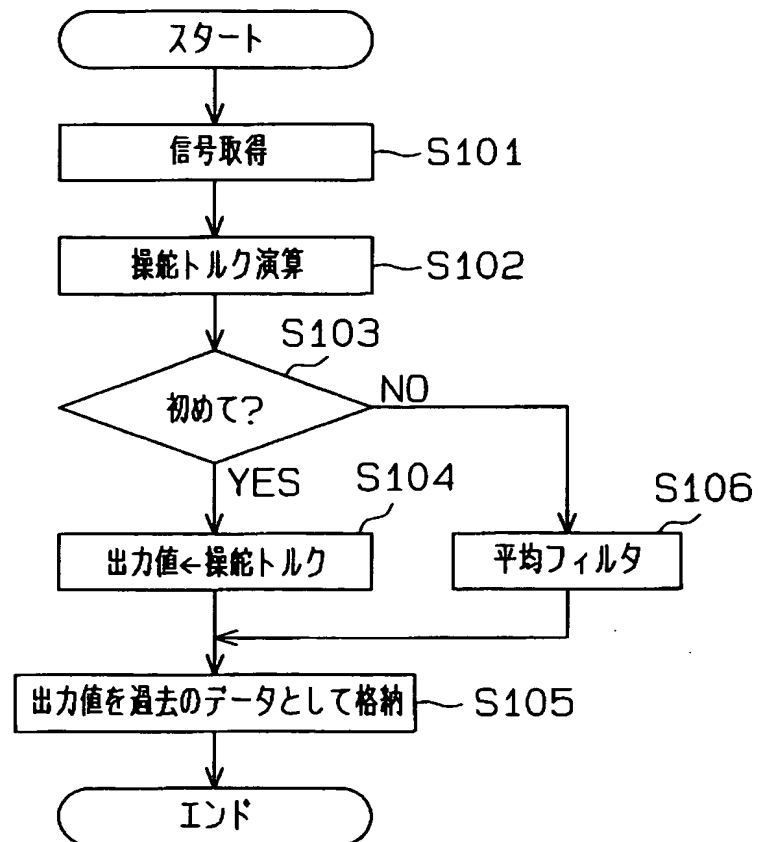 スタート
信号取得
S101
操舵トルク演算
S102
S103
初めて?
NO
YES
S104
出力値←操舵トルク
S106
平均フィルタ
出力値を過去のデータとして格納
S105
エンド